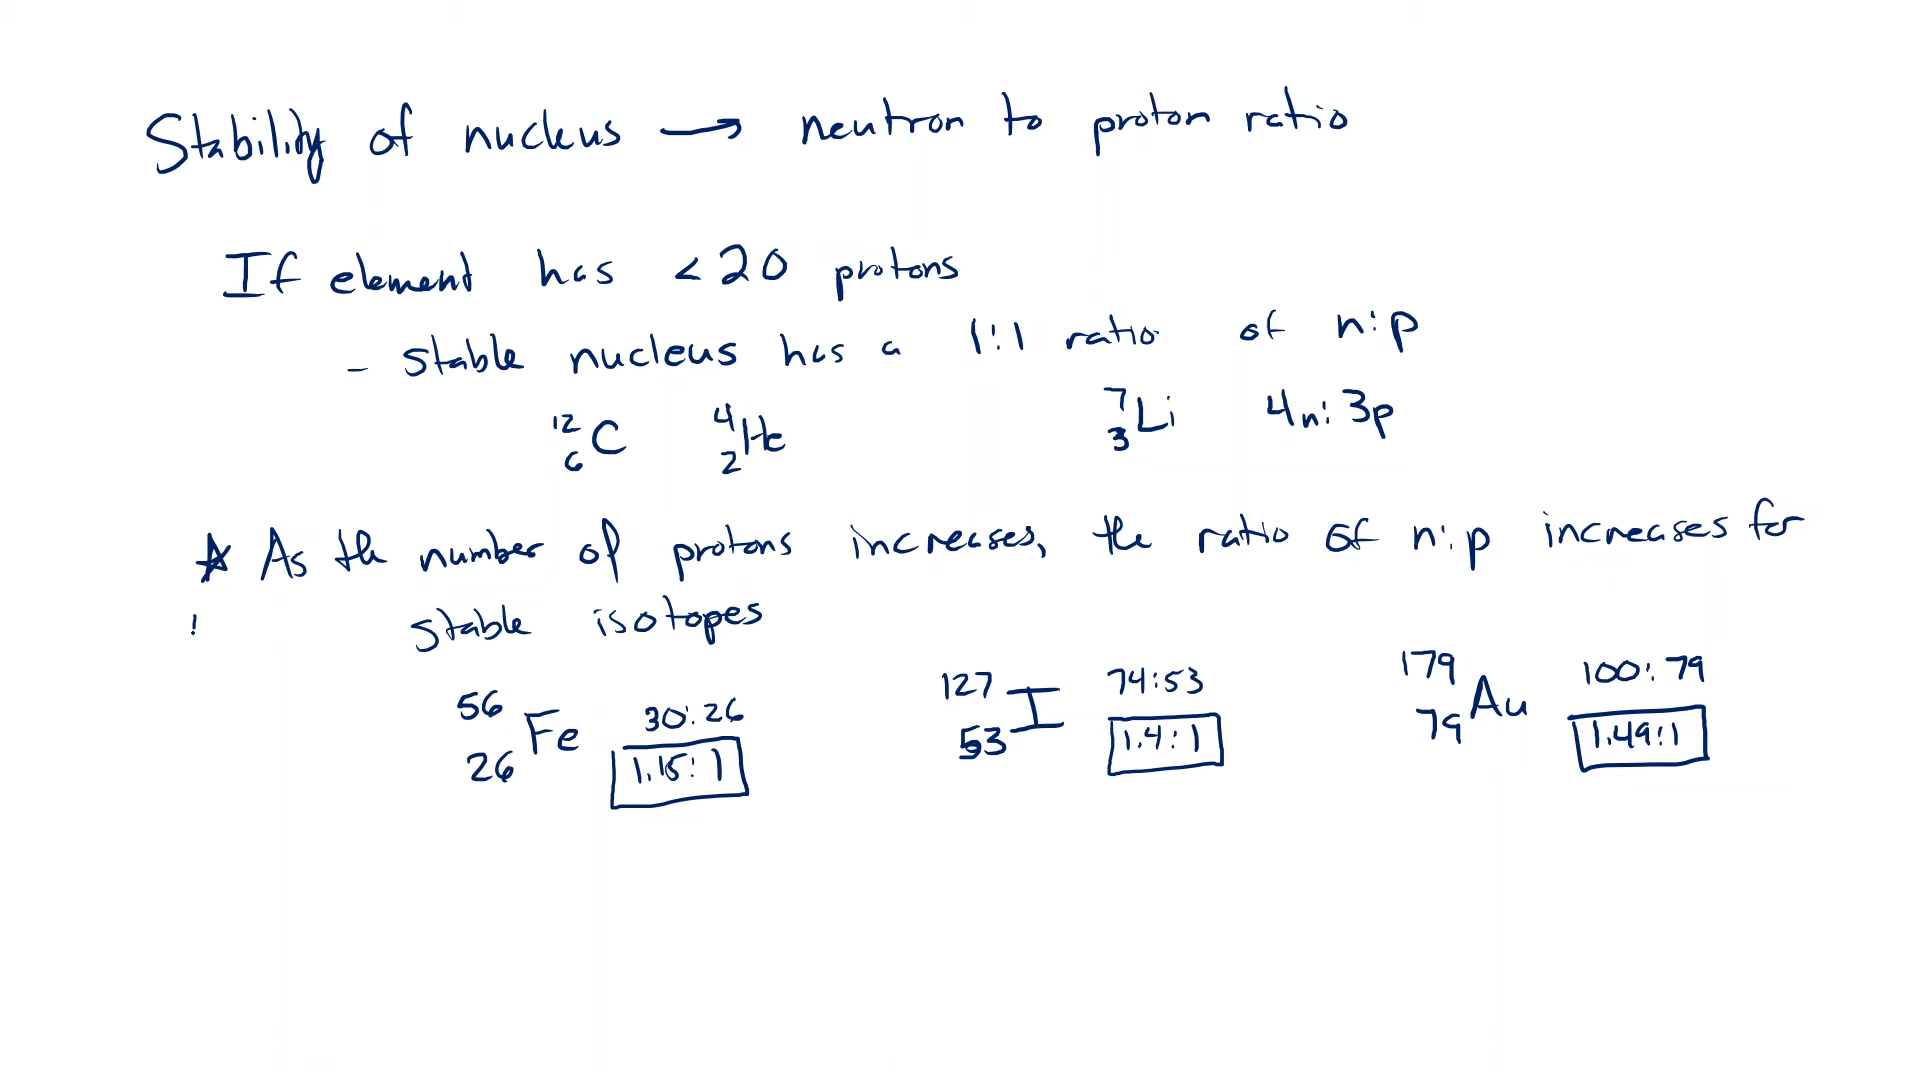 Stability of nucleus → neutron to proton ratio
If element has < 20 protons
- stable nucleus has a 1:1 ratio of n:p
12 6 C 4 2 He 7 3 Li 4n:3p
☆ As the number of protons increases, the ratio of n:p increases for
! stable isotopes
56 26 Fe 30:26 127 53 I 74:53 179 79 Au 100:79
1.15:1 1.4:1 1.49:1